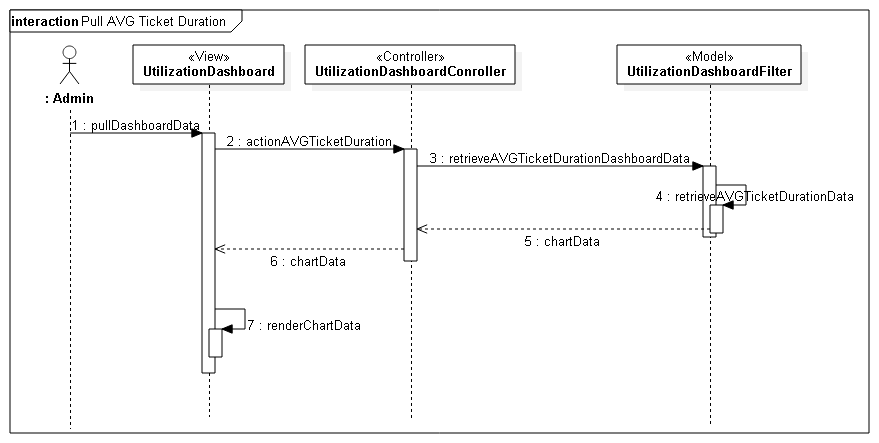 interaction Pull AVG Ticket Duration
: Admin
«View»
UtilizationDashboard
«Controller»
UtilizationDashboardConroller
«Model»
UtilizationDashboardFilter
1 : pullDashboardData
2 : actionAVGTicketDuration
3 : retrieveAVGTicketDurationDashboardData
4 : retrieveAVGTicketDurationData
5 : chartData
6 : chartData
7 : renderChartData